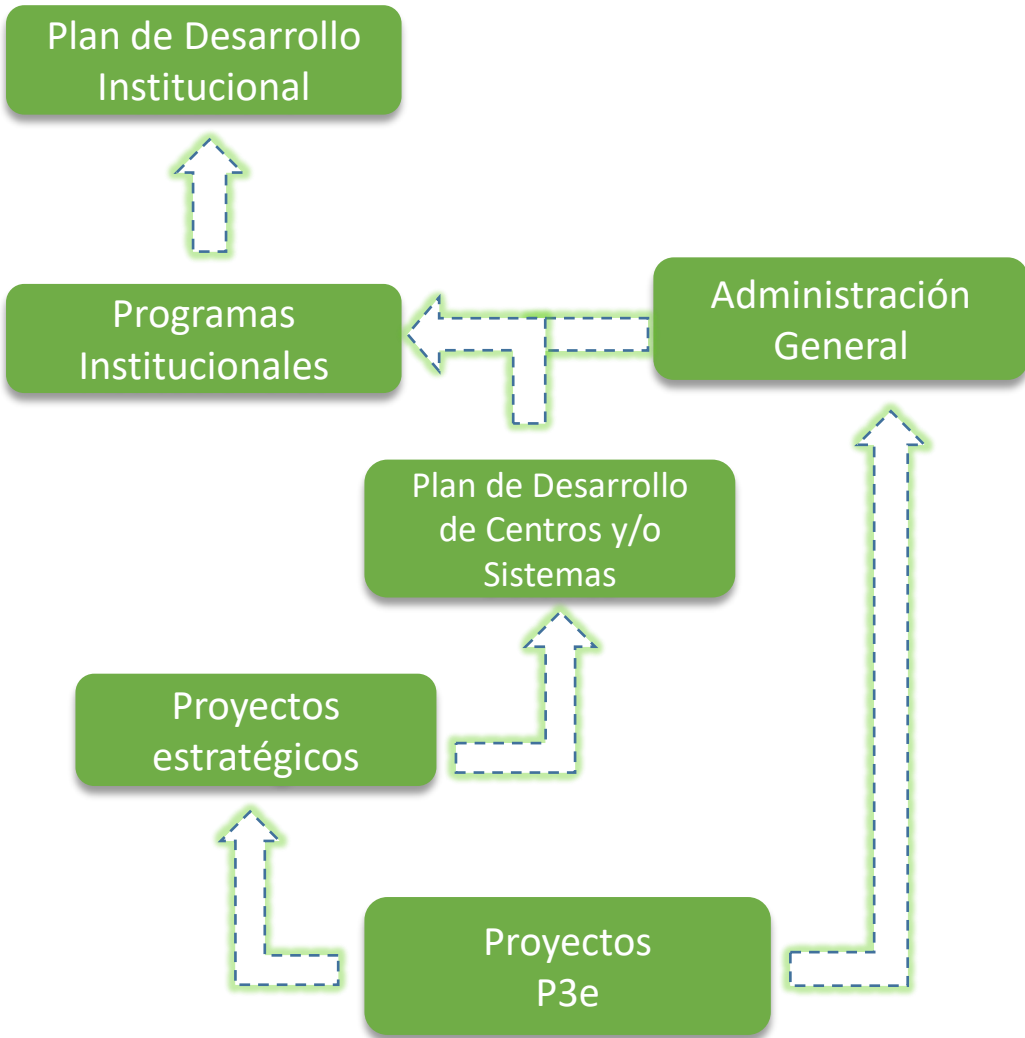 Plan de Desarrollo
Institucional
Programas
Institucionales
Administración
General
Plan de Desarrollo
de Centros y/o
Sistemas
Proyectos
estratégicos
Proyectos
P3e